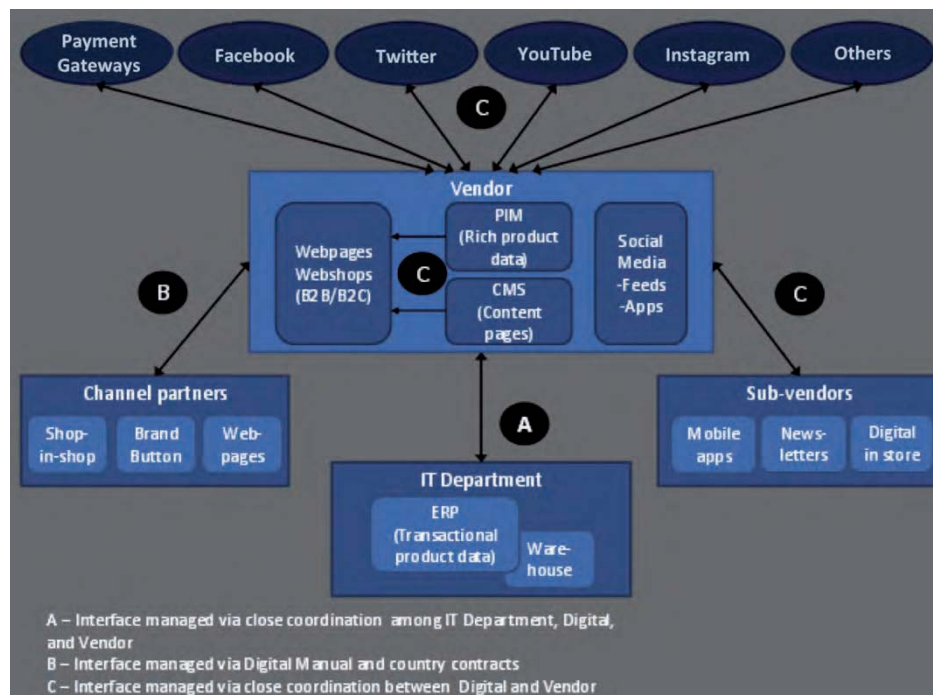 Payment
Gateways
Facebook
Twitter
YouTube
Instagram
Others
C
Vendor
Webpages
Webshops
(B2B/B2C)
PIM
(Rich product
data)
C
CMS
(Content
pages)
Social
Media
-Feeds
-Apps
B
C
Channel partners
Shop-
in-shop
Brand
Button
Web-
pages
A
Sub-vendors
Mobile
apps
News-
letters
Digital
in store
IT Department
ERP
(Transactional
product data)
Ware-
house
A – Interface managed via close coordination among IT Department, Digital,
and Vendor
B – Interface managed via Digital Manual and country contracts
C – Interface managed via close coordination between Digital and Vendor